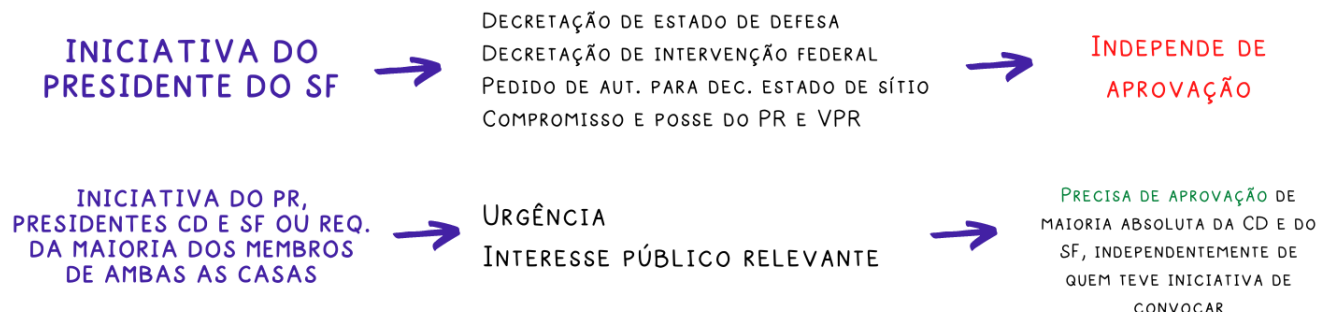 INICIATIVA DO
PRESIDENTE DO SF
DECRETAÇÃO DE ESTADO DE DEFESA
DECRETAÇÃO DE INTERVENÇÃO FEDERAL
PEDIDO DE AUT. PARA DEC. ESTADO DE SÍTIO
COMPROMISSO E POSSE DO PR E VPR
INDEPENDE DE
APROVAÇÃO
INICIATIVA DO PR,
PRESIDENTES CD E SF OU REQ.
DA MAIORIA DOS MEMBROS
DE AMBAS AS CASAS
URGÊNCIA
INTERESSE PÚBLICO RELEVANTE
PRECISA DE APROVAÇÃO DE
MAIORIA ABSOLUTA DA CD E DO
SF, INDEPENDENTEMENTE DE
QUEM TEVE INICIATIVA DE
CONVOCAR